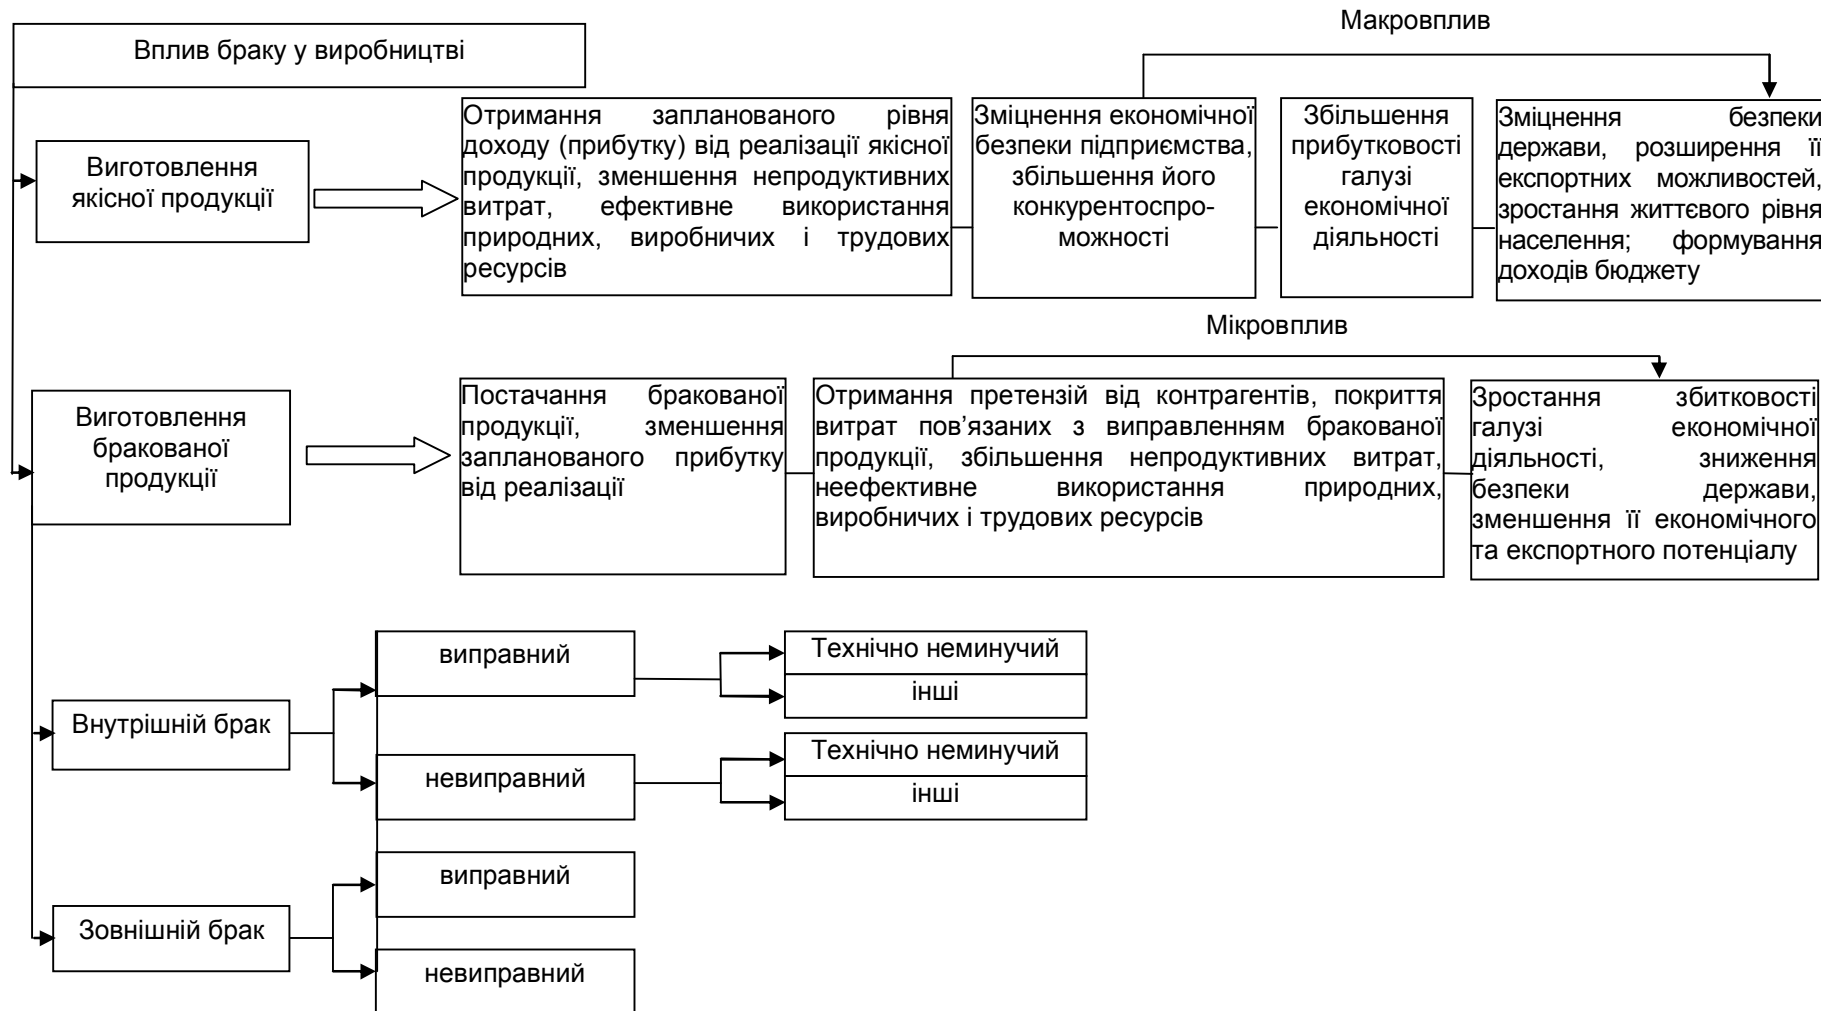 Макровплив
Вплив браку у виробництві
Виготовлення
якісної продукції
Отримання запланованого рівня
доходу (прибутку) від реалізації якісної
продукції, зменшення непродуктивних
витрат, ефективне використання
природних, виробничих і трудових
ресурсів
Зміцнення економічної
безпеки підприємства,
збільшення його
конкурентоспро-
можності
Збільшення
прибутковості
галузі
економічної
діяльності
Зміцнення безпеки
держави, розширення її
експортних можливостей,
зростання життєвого рівня
населення; формування
доходів бюджету
Мікровплив
Виготовлення
бракованої
продукції
Постачання бракованої
продукції, зменшення
запланованого прибутку
від реалізації
Отримання претензій від контрагентів, покриття
витрат пов’язаних з виправленням бракованої
продукції, збільшення непродуктивних витрат,
неефективне використання природних,
виробничих і трудових ресурсів
Зростання збитковості
галузі економічної
діяльності, зниження
безпеки держави,
зменшення її економічного
та експортного потенціалу
Внутрішній брак
виправний
Технічно неминучий
інші
невиправний
Технічно неминучий
інші
Зовнішній брак
виправний
невиправний